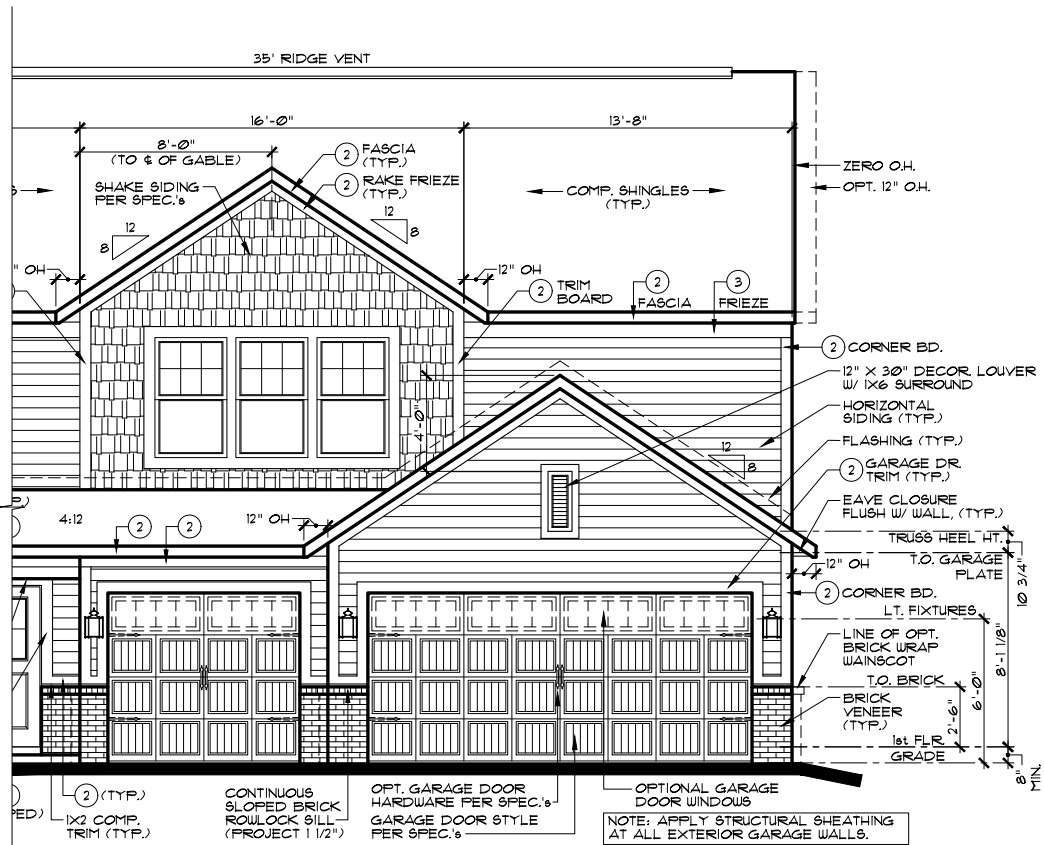 35' RIDGE VENT
16'-0"
13'-8"
8'-0"
(TO ℄ OF GABLE)
2 FASCIA
(TYP.)
2 RAKE FRIEZE
(TYP.)
SHAKE SIDING
PER SPEC.'s
COMP. SHINGLES
(TYP.)
ZERO O.H.
OPT. 12" O.H.
12
8
12
8
" OH
12" OH
2 TRIM
BOARD
2
FASCIA
3
FRIEZE
2 CORNER BD.
12" X 30" DECOR. LOUVER
W/ 1X6 SURROUND
HORIZONTAL
SIDING (TYP.)
FLASHING (TYP.)
12
8
4'-0"
2 GARAGE DR.
TRIM (TYP.)
EAVE CLOSURE
FLUSH W/ WALL, (TYP.)
4:12
2
2
12" OH
TRUSS HEEL HT.
T.O. GARAGE
PLATE
10 3/4"
12" OH
2 CORNER BD.
LT. FIXTURES
LINE OF OPT.
BRICK WRAP
WAINSCOT
8'-1 1/8"
T.O. BRICK
6'-0"
BRICK
VENEER
(TYP.)
2'-6"
1st FLR.
GRADE
8"
MIN.
PED)
2 (TYP.)
1X2 COMP.
TRIM (TYP.)
CONTINUOUS
SLOPED BRICK
ROWLOCK SILL
(PROJECT 1 1/2")
OPT. GARAGE DOOR
HARDWARE PER SPEC.'s
GARAGE DOOR STYLE
PER SPEC.'s
OPTIONAL GARAGE
DOOR WINDOWS
NOTE: APPLY STRUCTURAL SHEATHING
AT ALL EXTERIOR GARAGE WALLS.